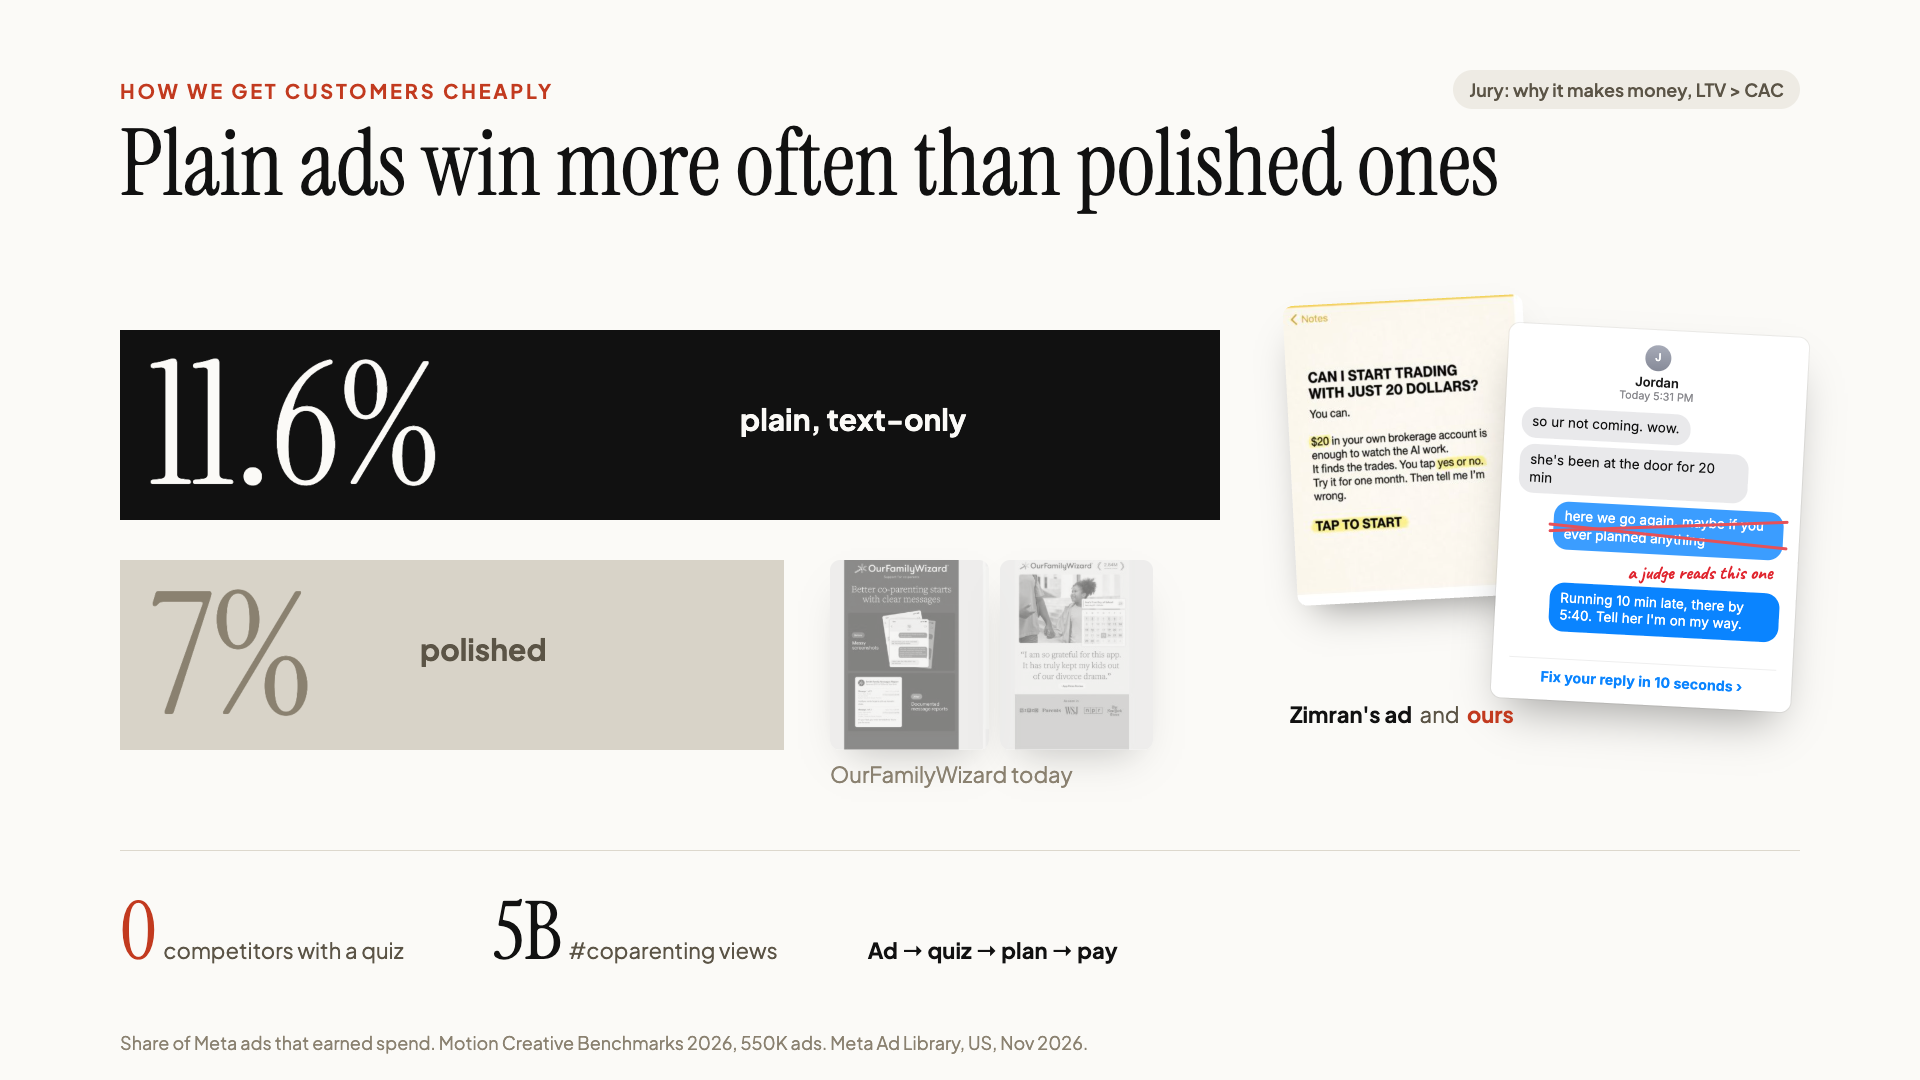 HOW WE GET CUSTOMERS CHEAPLY
Jury: why it makes money, LTV > CAC
Plain ads win more often than polished ones
11.6%
plain, text-only
7%
polished
OurFamilyWizard
Better co-parenting starts
with clear messages
OurFamilyWizard
"I am so grateful for this app.
It has truly kept my kids out
of our divorce drama."
Parents
WSJ
Documented
message reports
OurFamilyWizard today
Notes
CAN I START TRADING
WITH JUST 20 DOLLARS?
You can.
$20 in your own brokerage account is
enough to watch the AI work.
It finds the trades. You tap yes or no.
Try it for one month. Then tell me I'm
wrong.
TAP TO START
J
Jordan
Today 5:31 PM
so ur not coming. wow.
she's been at the door for 20
min
here we go again, maybe if you
ever planned anything
a judge reads this one
Running 10 min late, there by
5:40. Tell her I'm on my way.
Fix your reply in 10 seconds ›
Zimran's ad and ours
0 competitors with a quiz
5B #coparenting views
Ad → quiz → plan → pay
Share of Meta ads that earned spend. Motion Creative Benchmarks 2026, 550K ads. Meta Ad Library, US, Nov 2026.